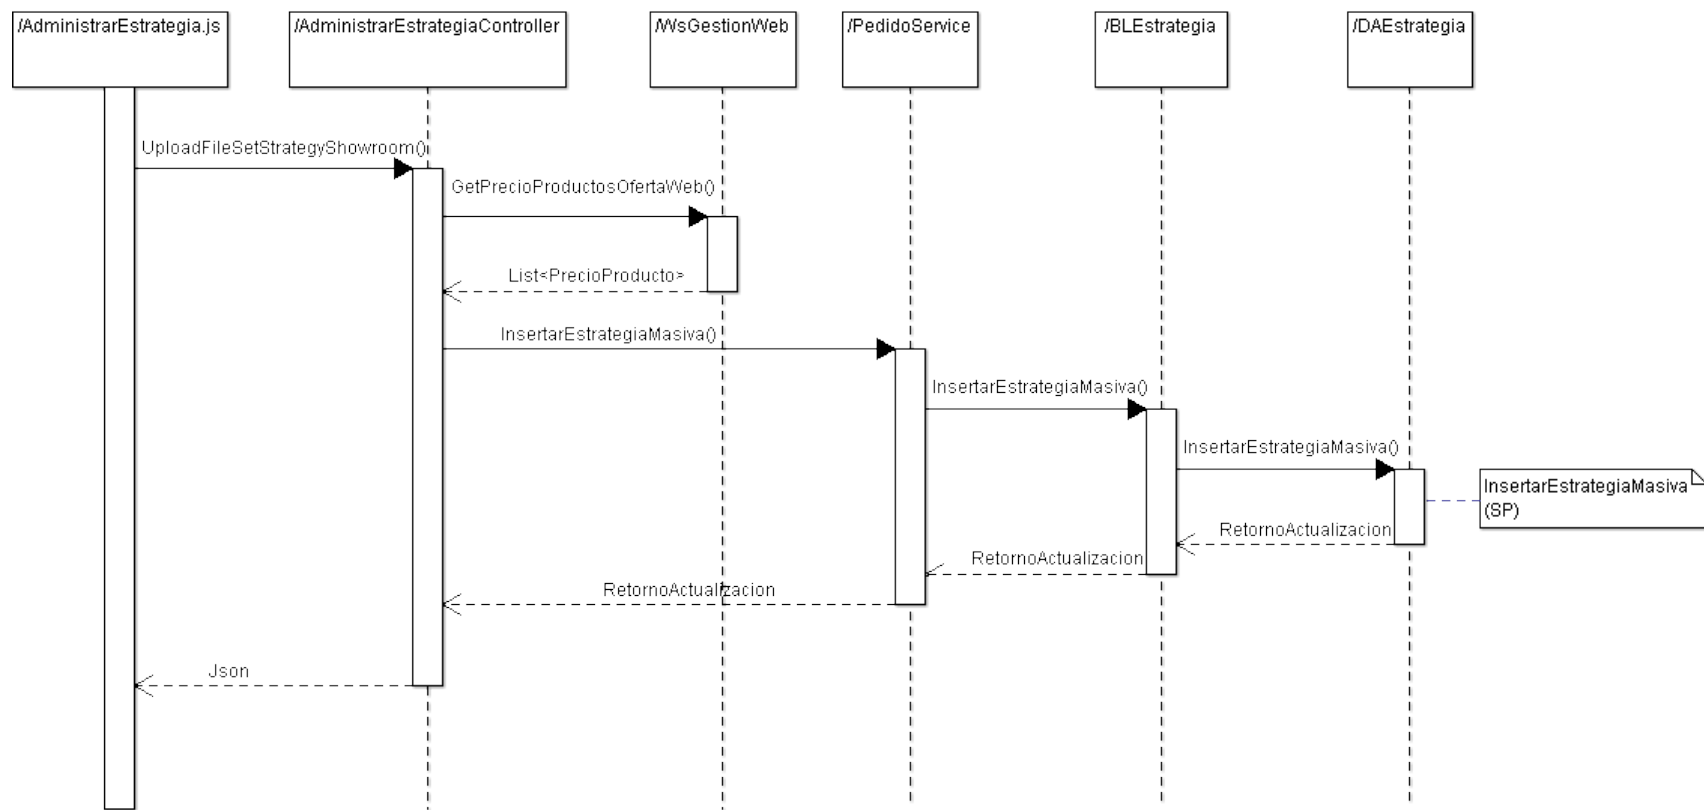 /AdministrarEstrategia.js
/AdministrarEstrategiaController
/WsGestionWeb
/PedidoService
/BLEstrategia
/DAEstrategia
UploadFileSetStrategyShowroom()
GetPrecioProductosOfertaWeb()
List<PrecioProducto>
InsertarEstrategiaMasiva()
InsertarEstrategiaMasiva()
InsertarEstrategiaMasiva()
InsertarEstrategiaMasiva
(SP)
RetornoActualizacion
RetornoActualizacion
RetornoActualizacion
Json